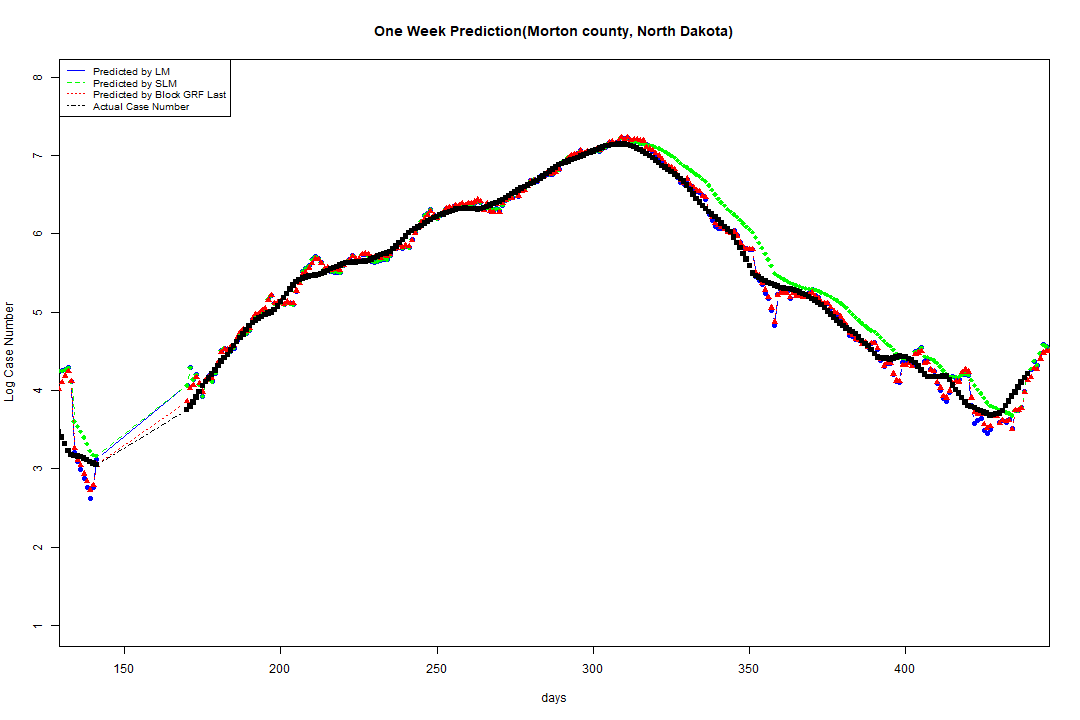 One Week Prediction(Morton county, North Dakota)
Predicted by LM
Predicted by SLM
Predicted by Block GRF Last
Actual Case Number
8
7
6
5
4
3
2
1
Log Case Number
150 200 250 300 350 400
days